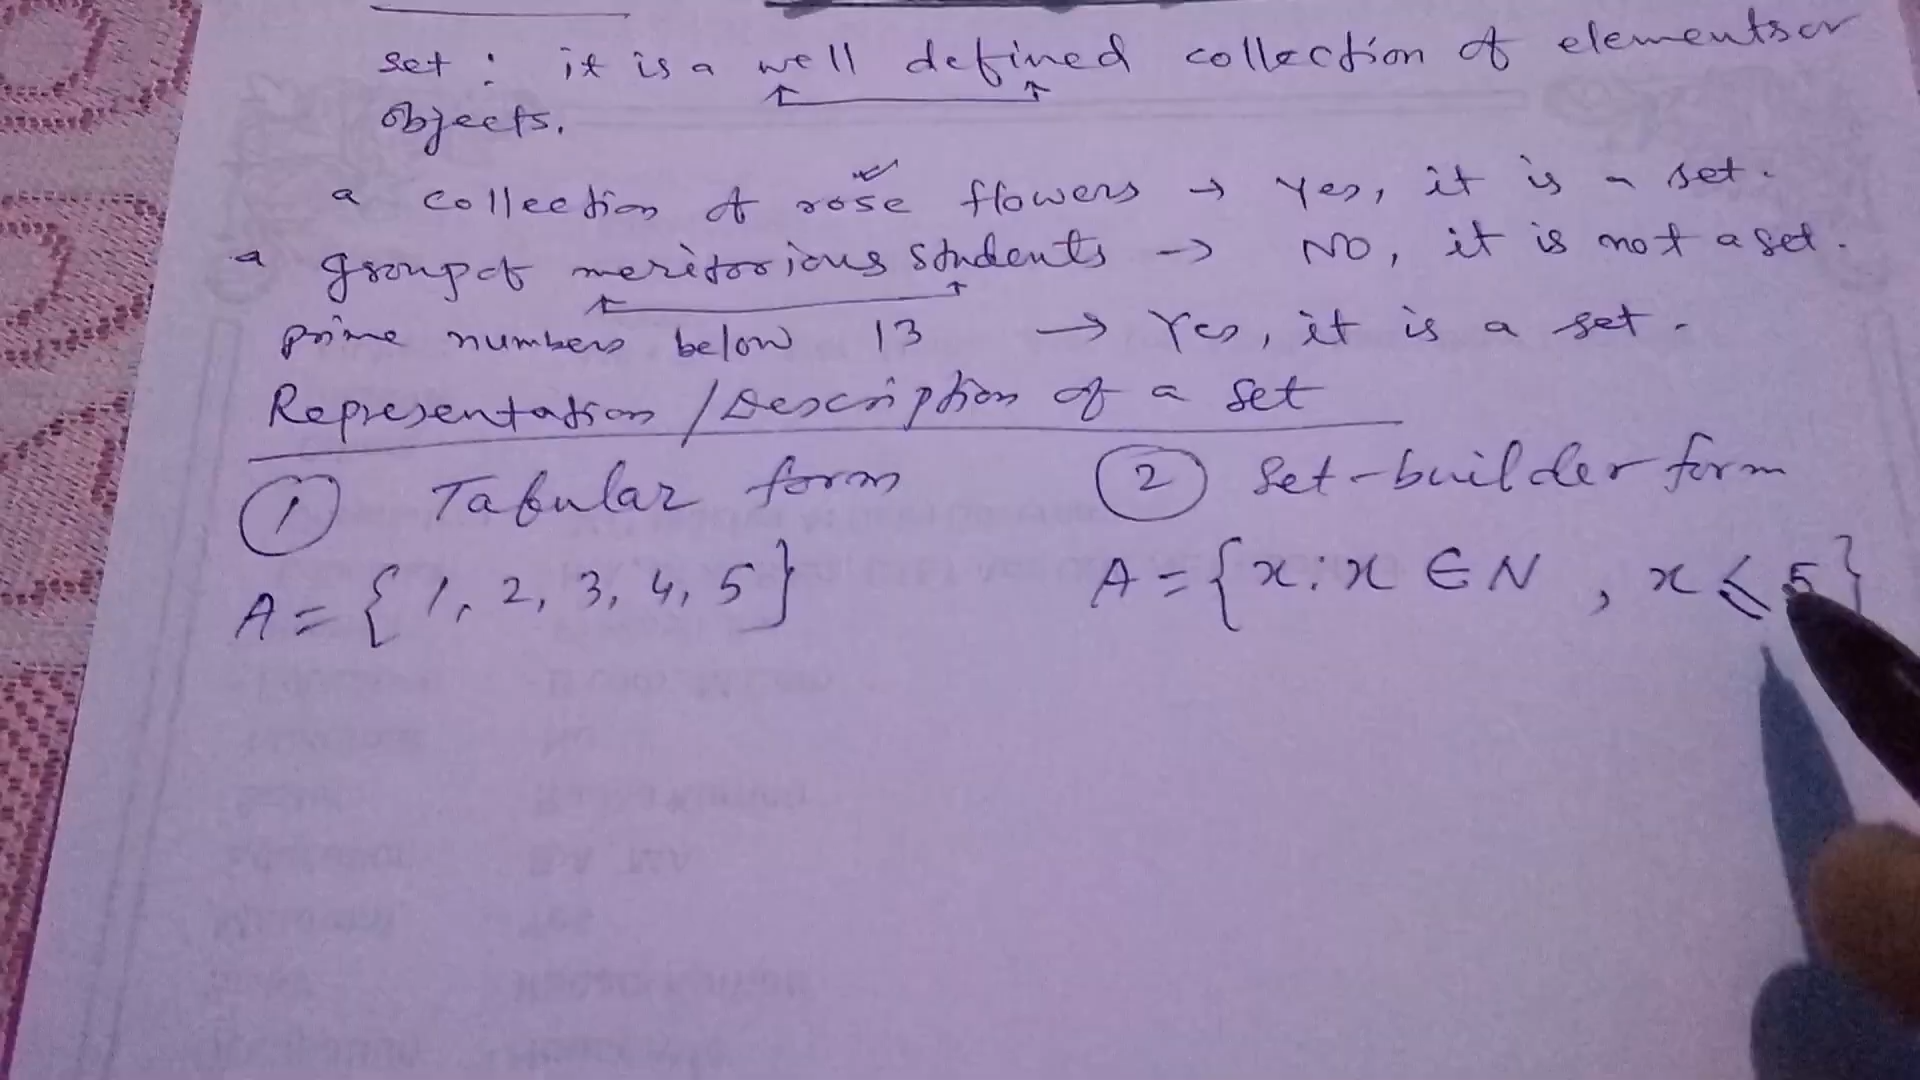 set : it is a well defined collection of elements or
objects.
a collection of rose flowers → Yes, it is a set.
a group of meritorious students → NO, it is not a set.
prime numbers below 13 → Yes, it is a set.
Representation / Description of a set
1 Tabular form 2 Set-builder form
A = {1, 2, 3, 4, 5} A = {x : x ∈ N , x ≤ 5}